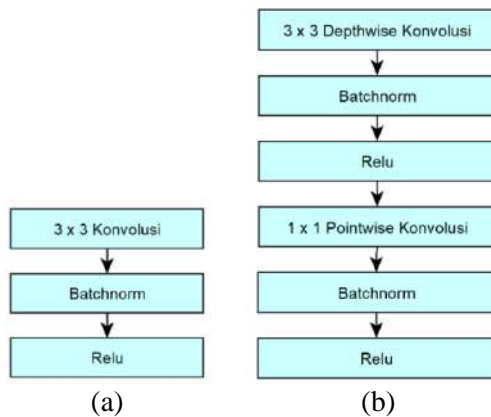 3 x 3 Konvolusi
Batchnorm
Relu
(a)
3 x 3 Depthwise Konvolusi
Batchnorm
Relu
1 x 1 Pointwise Konvolusi
Batchnorm
Relu
(b)